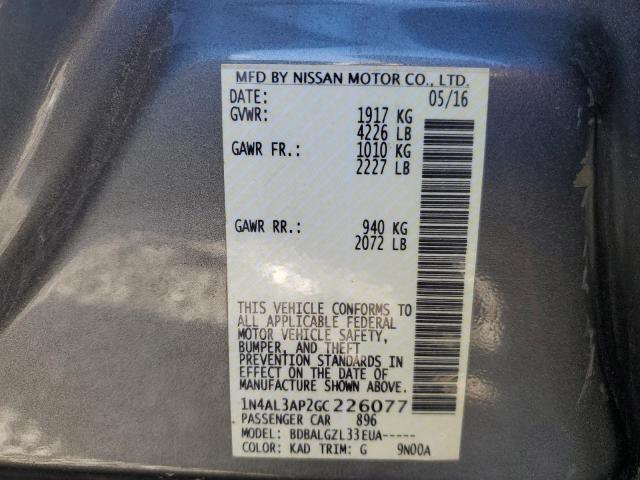 MFD BY NISSAN MOTOR CO., LTD.
DATE: 05/16
GVWR: 1917 KG
4226 LB
GAWR FR.: 1010 KG
2227 LB
GAWR RR.: 940 KG
2072 LB
THIS VEHICLE CONFORMS TO
ALL APPLICABLE FEDERAL
MOTOR VEHICLE SAFETY,
BUMPER, AND THEFT
PREVENTION STANDARDS IN
EFFECT ON THE DATE OF
MANUFACTURE SHOWN ABOVE.
1N4AL3AP2GC226077
PASSENGER CAR 896
MODEL: BDBALGZL33EUA-----
COLOR: KAD TRIM: G 9N00A